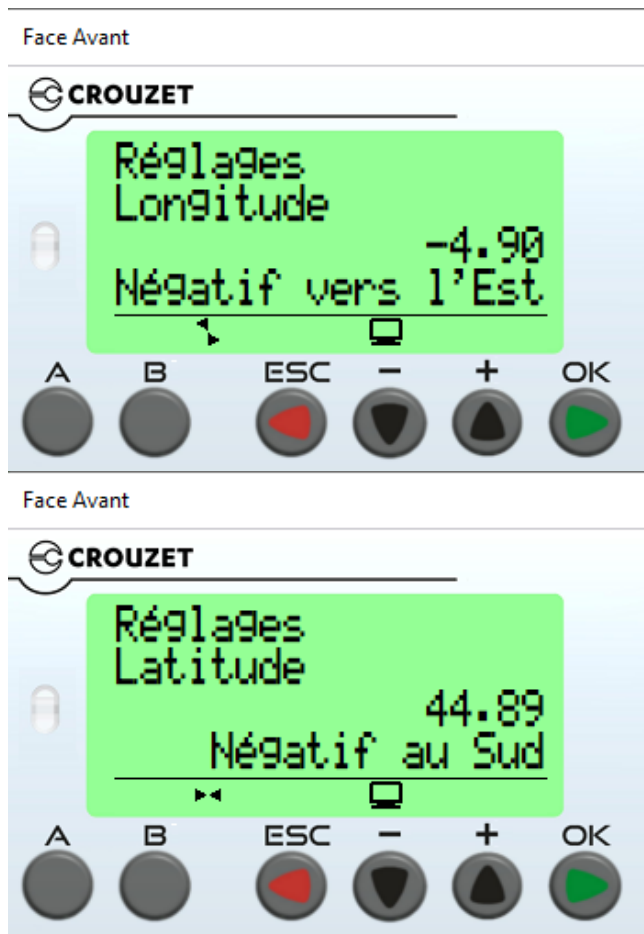 Face Avant
CROUZET
Réglages
Longitude
-4.90
Négatif vers l'Est
A B ESC - + OK
Face Avant
CROUZET
Réglages
Latitude
44.89
Négatif au Sud
A B ESC - + OK